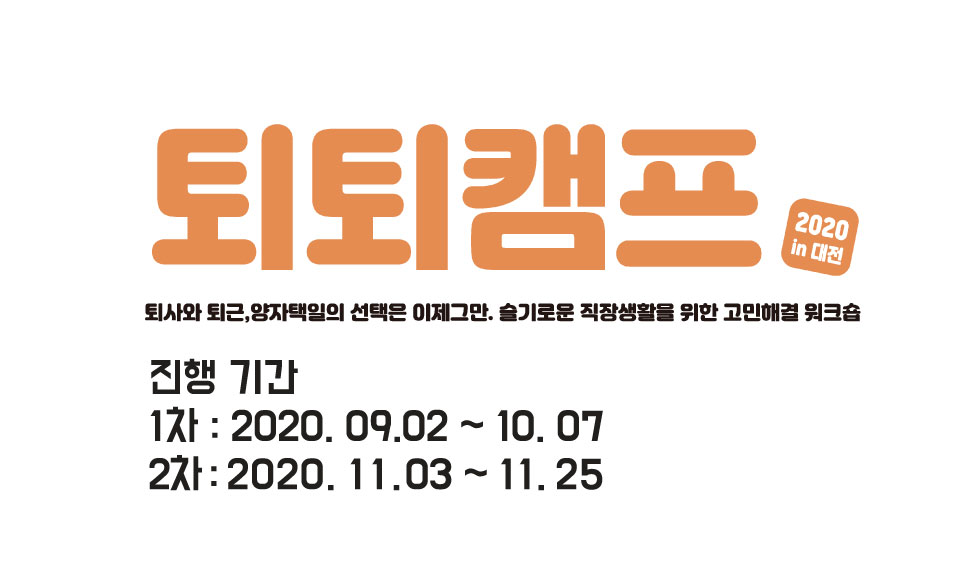 퇴퇴캠프
2020
in 대전
퇴사와 퇴근,양자택일의 선택은 이제그만. 슬기로운 직장생활을 위한 고민해결 워크숍
진행 기간
1차 : 2020. 09.02 ~ 10. 07
2차 : 2020. 11.03 ~ 11. 25